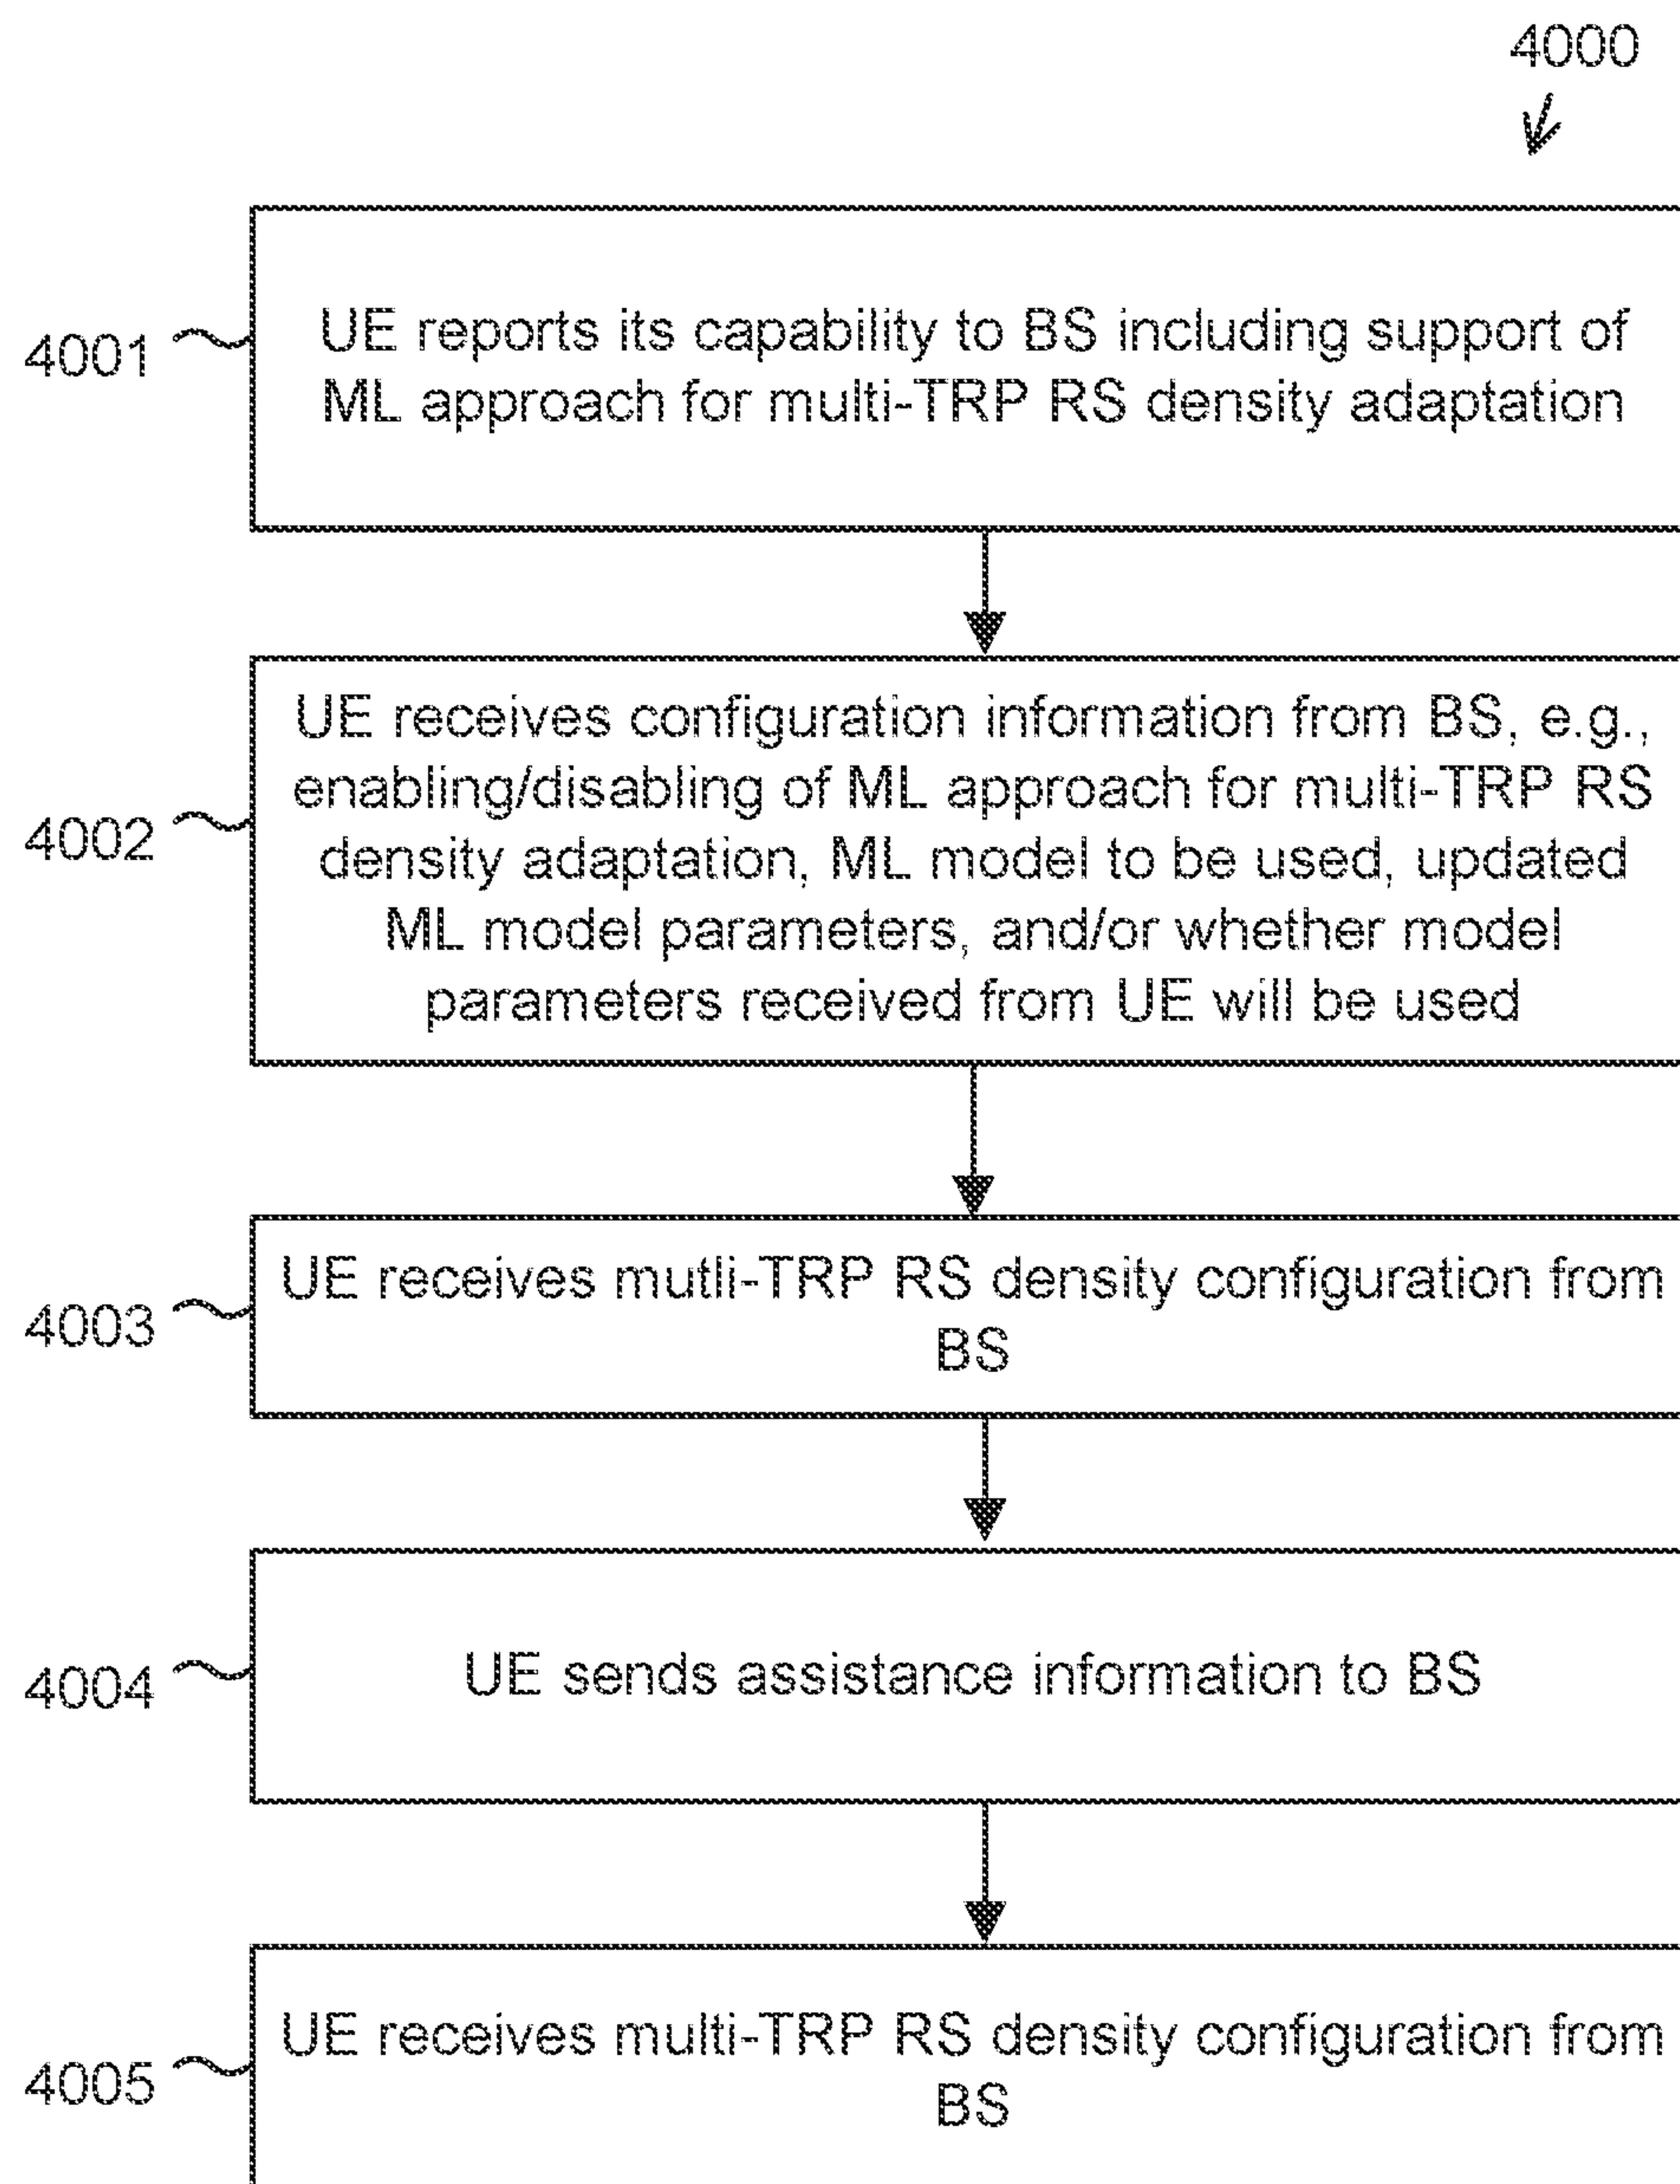 4000
4001
UE reports its capability to BS including support of
ML approach for multi-TRP RS density adaptation
4002
UE receives configuration information from BS, e.g.,
enabling/disabling of ML approach for multi-TRP RS
density adaptation, ML model to be used, updated
ML model parameters, and/or whether model
parameters received from UE will be used
4003
UE receives mutli-TRP RS density configuration from
BS
4004
UE sends assistance information to BS
4005
UE receives multi-TRP RS density configuration from
BS